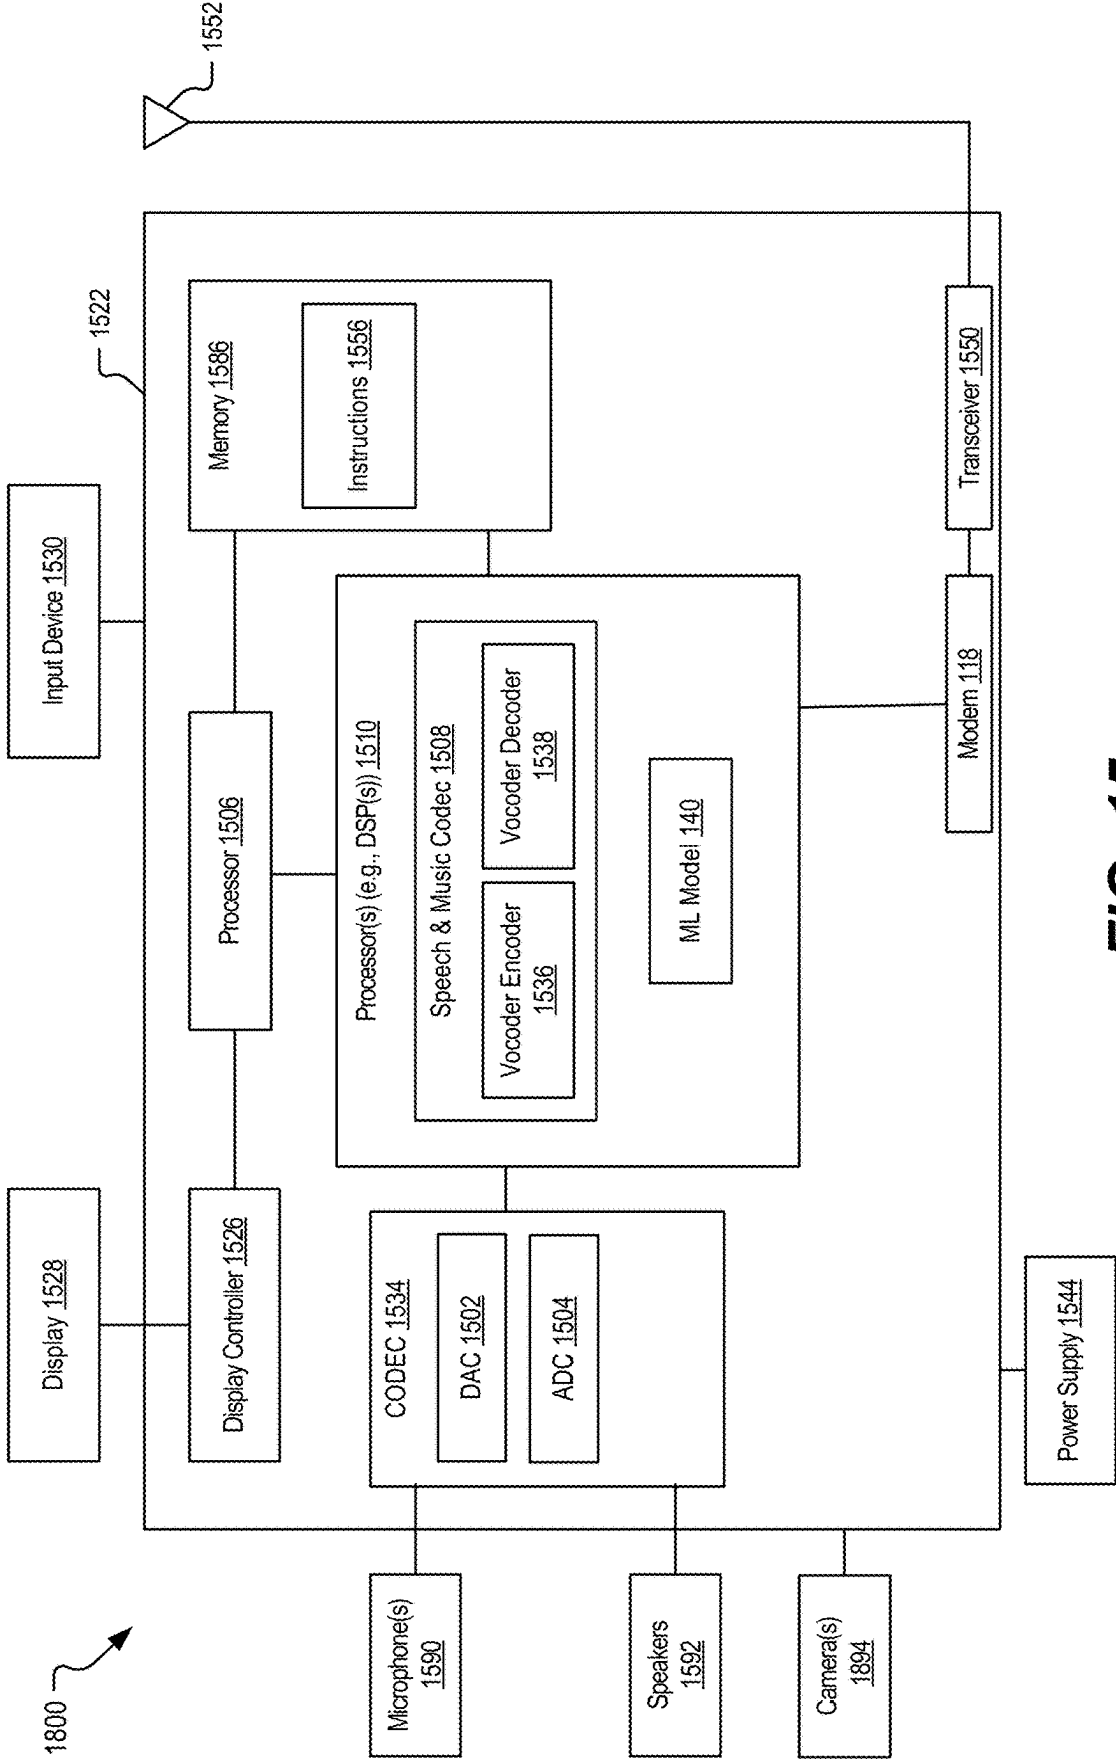 1800
Display 1528
Input Device 1530
1522
1552
Display Controller 1526
Processor 1506
Memory 1586
Instructions 1556
Microphone(s)
1590
CODEC 1534
DAC 1502
ADC 1504
Processor(s) (e.g., DSP(s)) 1510
Speech & Music Codec 1508
Vocoder Encoder
1536
Vocoder Decoder
1538
ML Model 140
Speakers
1592
Camera(s)
1894
Modem 118
Transceiver 1550
Power Supply 1544
FIG. 15